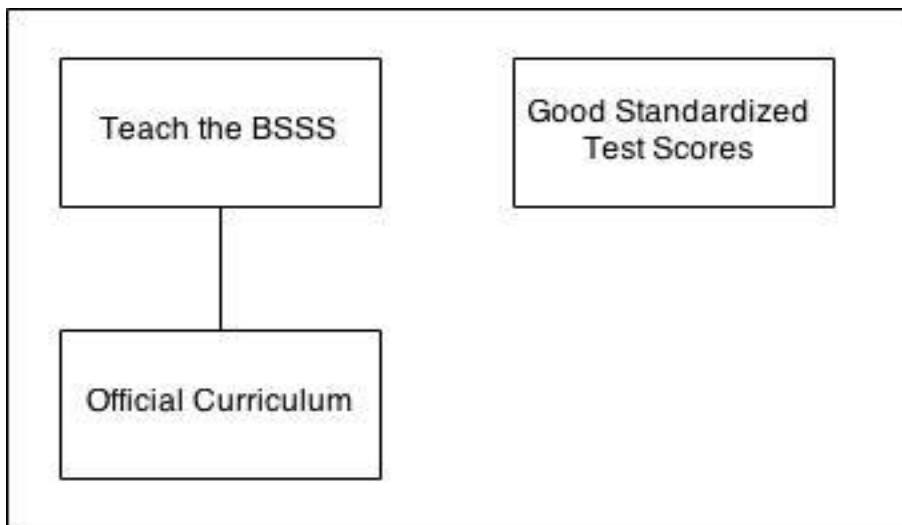 Teach the BSSS
Good Standardized
Test Scores
Official Curriculum